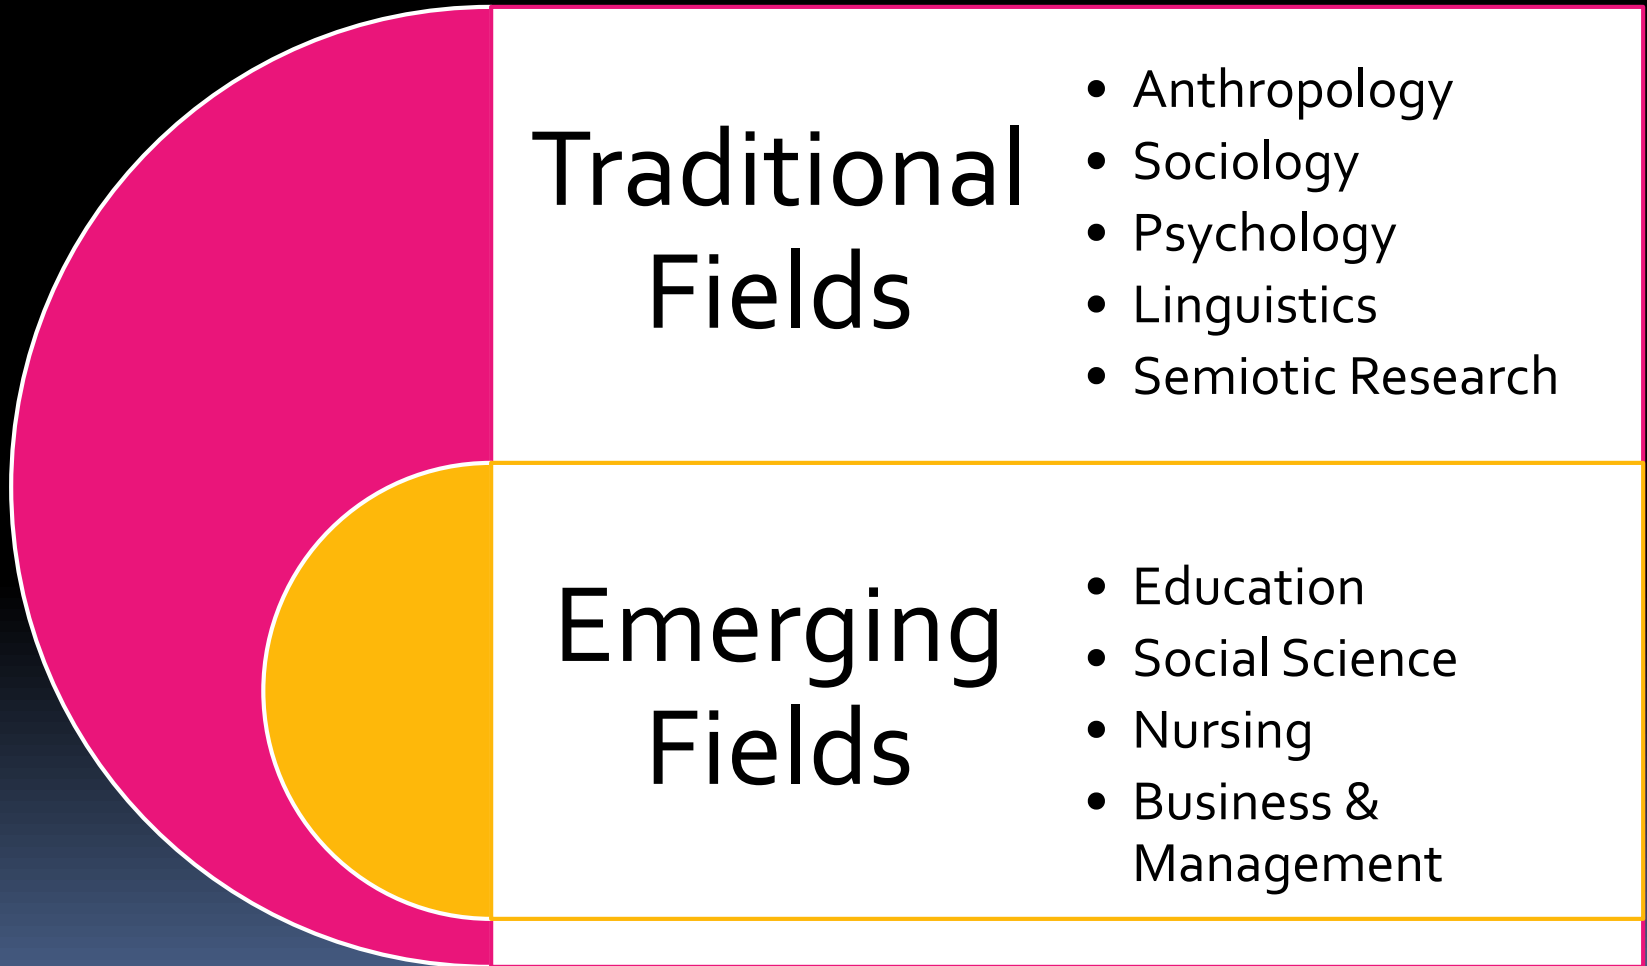 Traditional
Fields
• Anthropology
• Sociology
• Psychology
• Linguistics
• Semiotic Research
Emerging
Fields
• Education
• Social Science
• Nursing
• Business &
Management